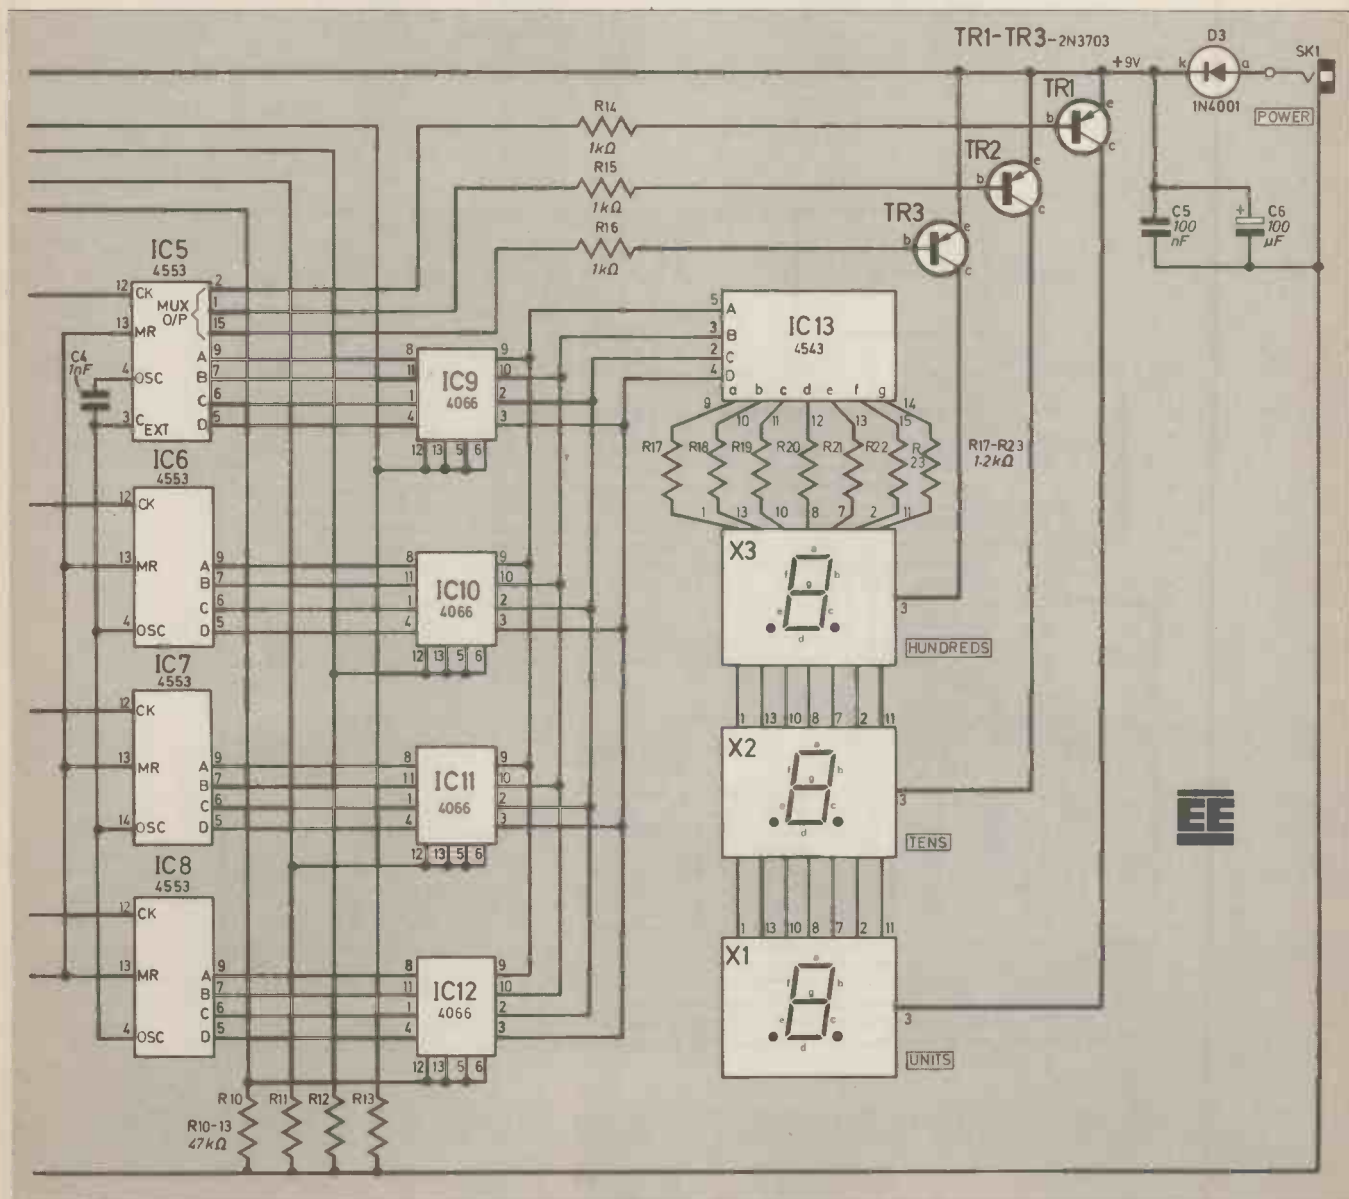 TR1-TR3-2N3703
D3
SK1
+9V
k
a
1N4001
POWER
R14
1kΩ
TR1
b
e
c
R15
1kΩ
TR2
b
e
c
R16
1kΩ
TR3
b
e
c
C5
100
nF
+
C6
100
µF
IC5
4553
12
CK
MUX
O/P
2
1
15
13
MR
C4
1nF
4
OSC
3
CEXT
A
9
B
7
C
6
D
5
8
11
1
4
IC9
4066
9
10
2
3
12
13
5
6
5
3
2
4
A
B
C
D
IC13
4543
a
b
c
d
e
f
g
9
10
11
12
13
15
14
R17
R18
R19
R20
R21
R22
R
23
R17-R23
1.2kΩ
1
13
10
8
7
2
11
IC6
4553
12
CK
13
MR
4
OSC
A
9
B
7
C
6
D
5
8
11
1
4
IC10
4066
9
10
2
3
12
13
5
6
X3
a
f
b
g
e
c
d
3
HUNDREDS
IC7
4553
12
CK
13
MR
14
OSC
A
9
B
7
C
6
D
5
8
11
1
4
IC11
4066
9
10
2
3
12
13
5
6
1
13
10
8
7
2
11
X2
a
f
b
g
e
c
d
3
TENS
EE
IC8
4553
12
CK
13
MR
4
OSC
A
9
B
7
C
6
D
5
8
11
1
4
IC12
4066
9
10
2
3
12
13
5
6
1
13
10
8
7
2
11
X1
a
f
b
g
e
c
d
3
UNITS
R10
R11
R12
R13
R10-13
47kΩ